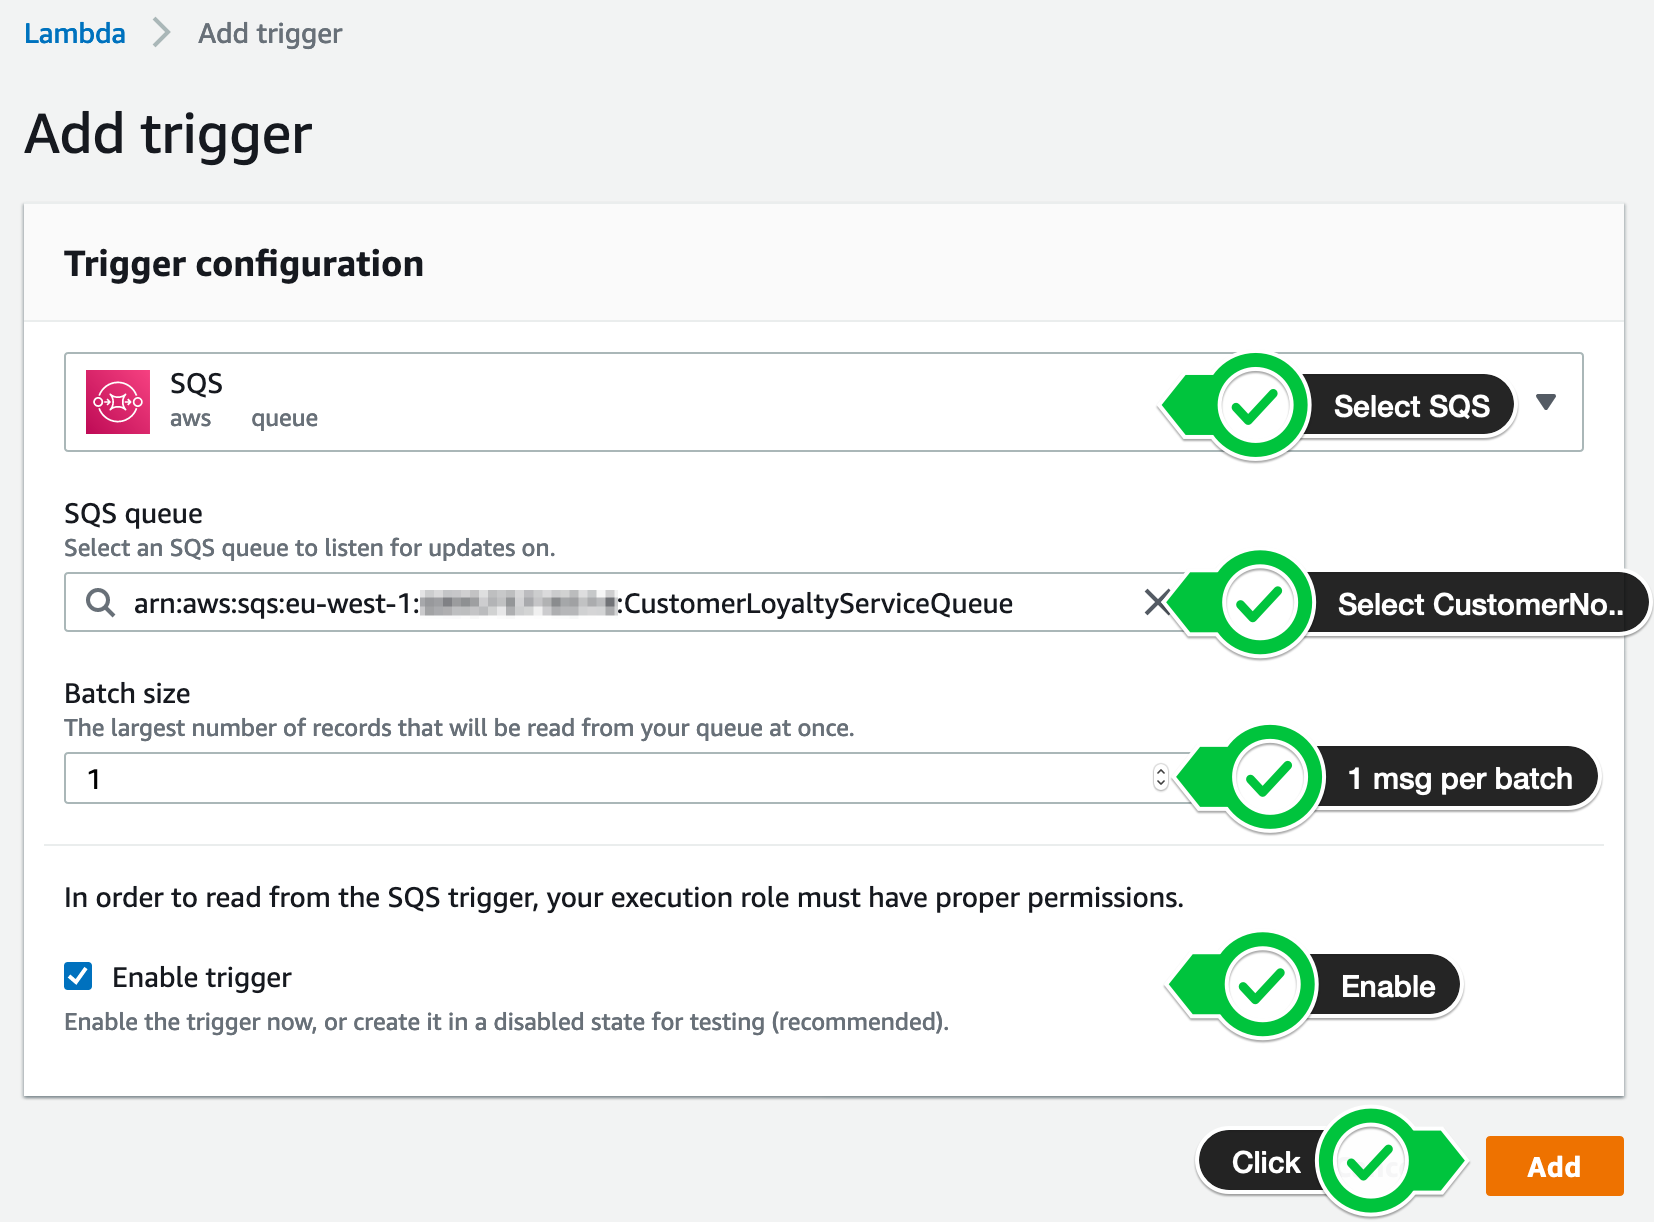 Lambda > Add trigger
Add trigger
Trigger configuration
SQS
aws queue
Select SQS
SQS queue
Select an SQS queue to listen for updates on.
arn:aws:sqs:eu-west-1: :CustomerLoyaltyServiceQueue
Select CustomerNo..
Batch size
The largest number of records that will be read from your queue at once.
1
1 msg per batch
In order to read from the SQS trigger, your execution role must have proper permissions.
Enable trigger
Enable
Enable the trigger now, or create it in a disabled state for testing (recommended).
Click
Add